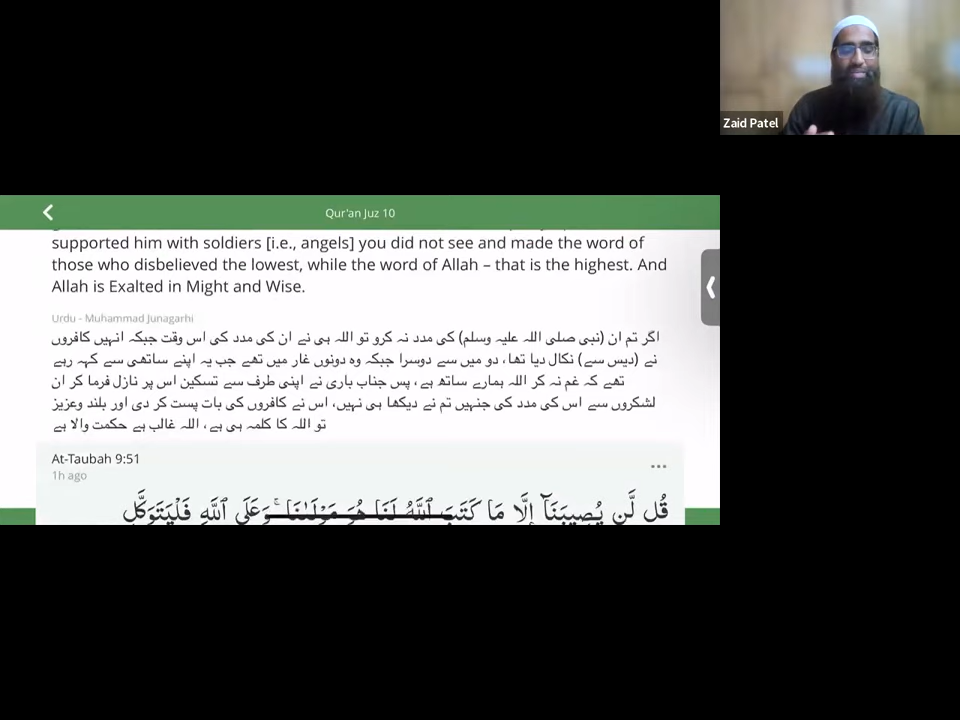 Zaid Patel
Qur'an Juz 10
supported him with soldiers [i.e., angels] you did not see and made the word of
those who disbelieved the lowest, while the word of Allah – that is the highest. And
Allah is Exalted in Might and Wise.
Urdu - Muhammad Junagarhi
اگر تم ان (نبی صلی اللہ علیہ وسلم) کی مدد نہ کرو تو اللہ ہی نے ان کی مدد کی اس وقت جبکہ انہیں کافروں
نے (دیس سے) نکال دیا تھا، دو میں سے دوسرا جبکہ وہ دونوں غار میں تھے جب یہ اپنے ساتھی سے کہہ رہے
تھے کہ غم نہ کر اللہ ہمارے ساتھ ہے، پس جناب باری نے اپنی طرف سے تسکین اس پر نازل فرما کر ان
لشکروں سے اس کی مدد کی جنہیں تم نے دیکھا ہی نہیں، اس نے کافروں کی بات پست کر دی اور بلند وعزیز
تو اللہ کا کلمہ ہی ہے، اللہ غالب ہے حکمت والا ہے
At-Taubah 9:51
1h ago
قُل لَّن يُصِيبَنَآ إِلَّا مَا كَتَبَ ٱللَّهُ لَنَا هُوَ مَوْلَىٰنَا ۚ وَعَلَى ٱللَّهِ فَلْيَتَوَكَّلِ